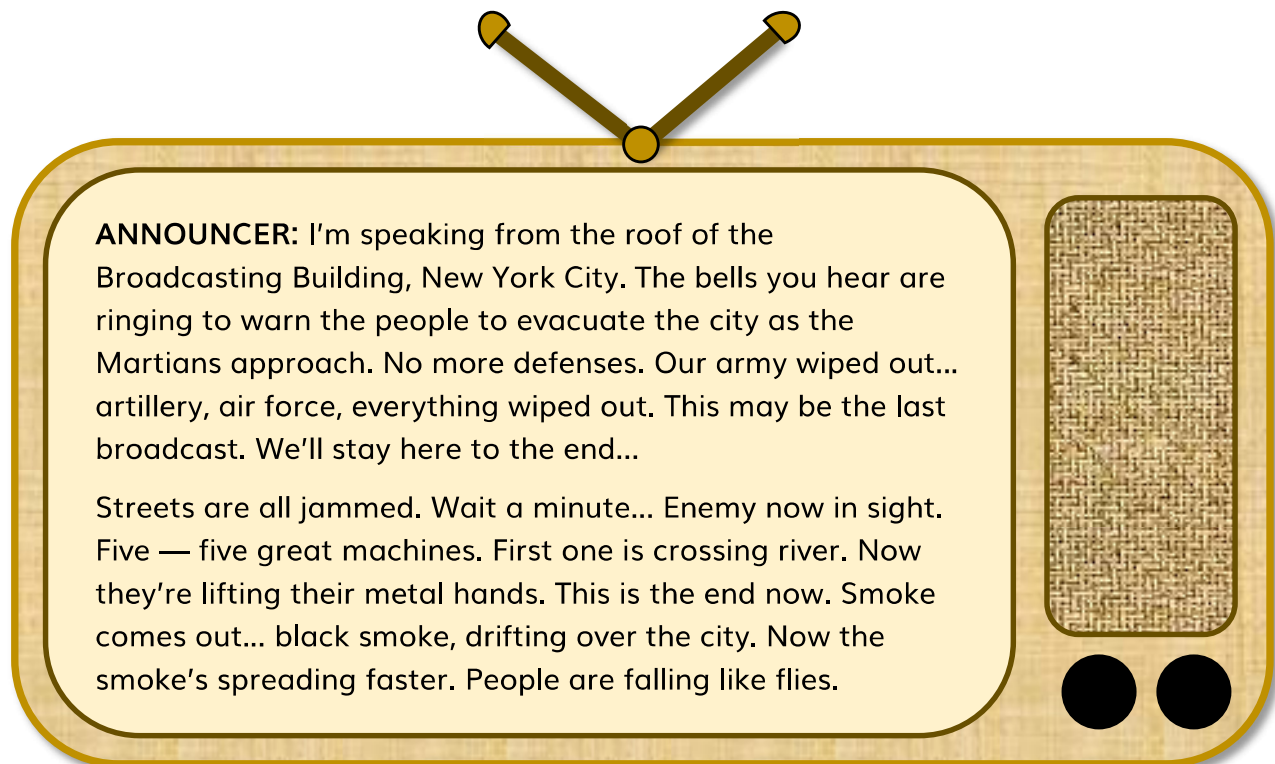 ANNOUNCER: I'm speaking from the roof of the
Broadcasting Building, New York City. The bells you hear are
ringing to warn the people to evacuate the city as the
Martians approach. No more defenses. Our army wiped out...
artillery, air force, everything wiped out. This may be the last
broadcast. We'll stay here to the end...
Streets are all jammed. Wait a minute... Enemy now in sight.
Five — five great machines. First one is crossing river. Now
they're lifting their metal hands. This is the end now. Smoke
comes out... black smoke, drifting over the city. Now the
smoke's spreading faster. People are falling like flies.